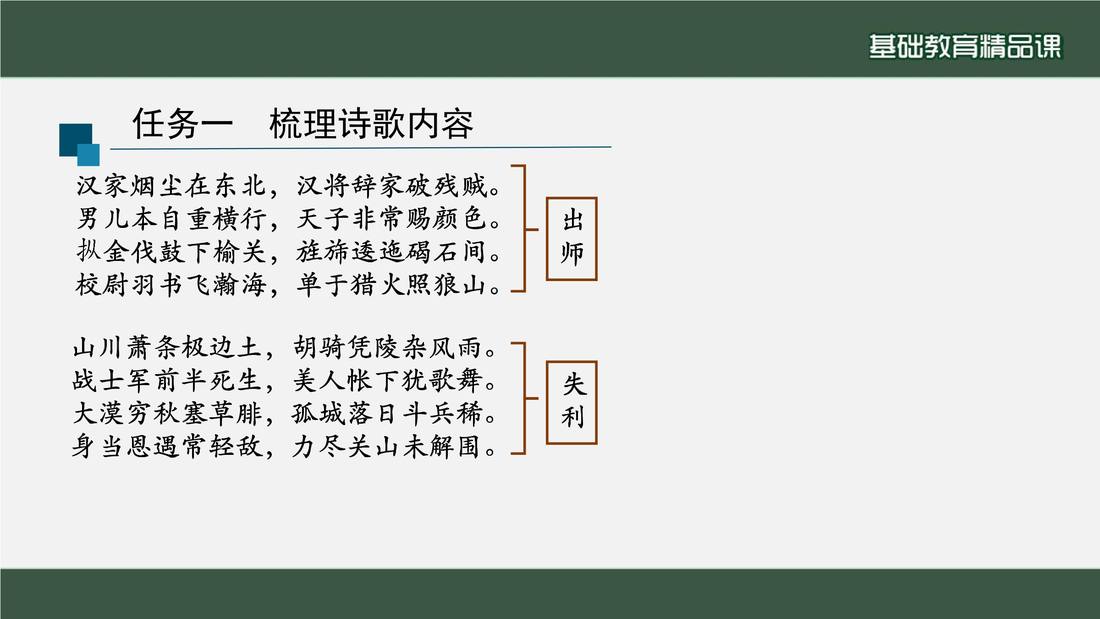 基础教育精品课
任务一 梳理诗歌内容
汉家烟尘在东北，汉将辞家破残贼。
男儿本自重横行，天子非常赐颜色。
扒金伐鼓下榆关，旌旆逶迤碣石间。
校尉羽书飞瀚海，单于猎火照狼山。
出师
山川萧条极边土，胡骑凭陵杂风雨。
战士军前半死生，美人帐下犹歌舞。
大漠穷秋塞草腓，孤城落日斗兵稀。
身当恩遇常轻敌，力尽关山未解围。
失利